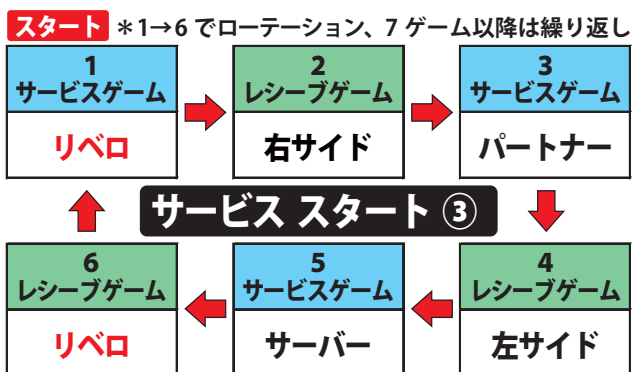 スタート ＊1→6 でローテーション、7 ゲーム以降は繰り返し
1
サービスゲーム
リベロ
2
レシーブゲーム
右サイド
3
サービスゲーム
パートナー
サービス スタート ③
6
レシーブゲーム
リベロ
5
サービスゲーム
サーバー
4
レシーブゲーム
左サイド